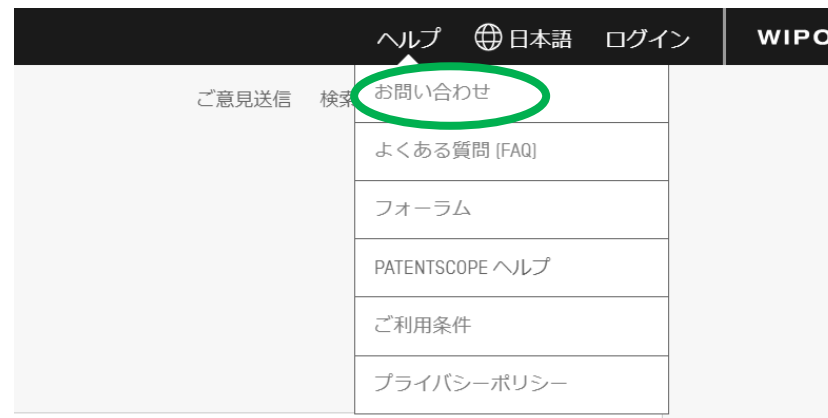 ヘルプ 日本語 ログイン WIPO
ご意見送信 検索
お問い合わせ
よくある質問 (FAQ)
フォーラム
PATENTSCOPE ヘルプ
ご利用条件
プライバシーポリシー